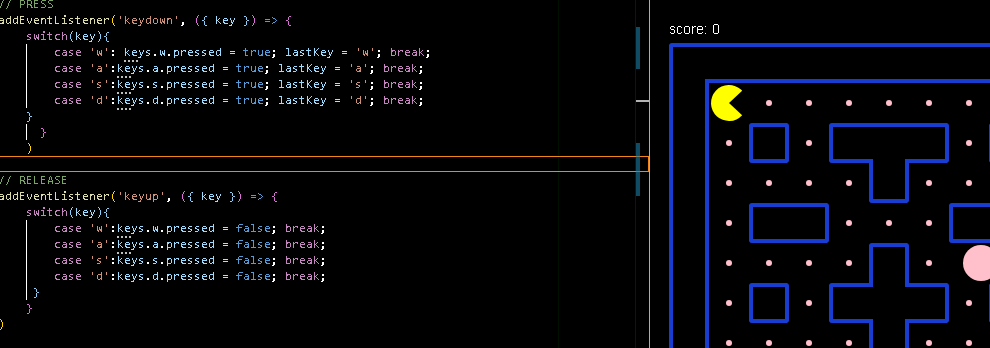 // PRESS
addEventListener('keydown', ({ key }) => {
switch(key){
case 'w': keys.w.pressed = true; lastKey = 'w'; break;
case 'a':keys.a.pressed = true; lastKey = 'a'; break;
case 's':keys.s.pressed = true; lastKey = 's'; break;
case 'd':keys.d.pressed = true; lastKey = 'd'; break;
}
}
)
// RELEASE
addEventListener('keyup', ({ key }) => {
switch(key){
case 'w':keys.w.pressed = false; break;
case 'a':keys.a.pressed = false; break;
case 's':keys.s.pressed = false; break;
case 'd':keys.d.pressed = false; break;
}
}
)
score: 0